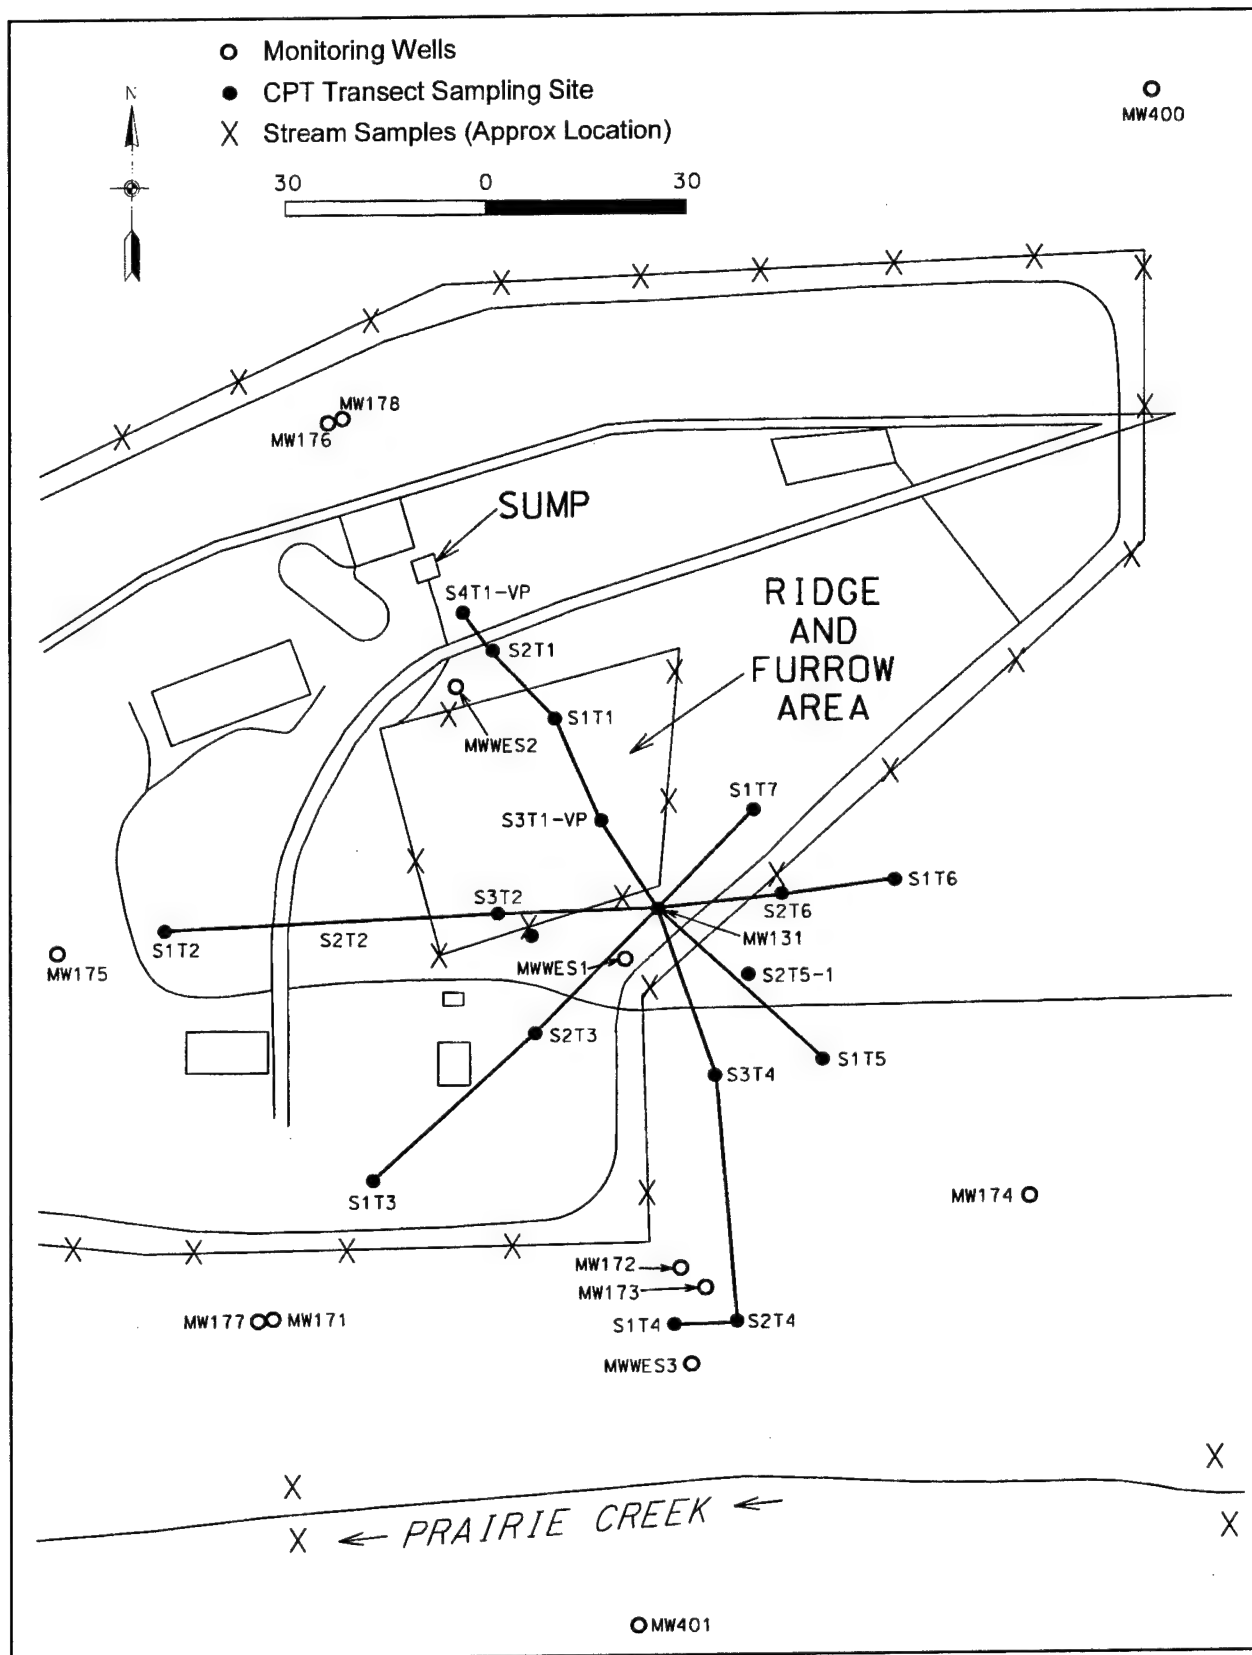 Monitoring Wells
CPT Transect Sampling Site
Stream Samples (Approx Location)
N
30 0 30
MW400
MW178
MW176
SUMP
S4T1-VP
RIDGE
AND
FURROW
AREA
S2T1
S1T1
MWWES2
S1T7
S3T1-VP
S1T6
S3T2
S2T6
S1T2
S2T2
MW131
MW175
MWWES1
S2T5-1
S2T3
S1T5
S3T4
S1T3
MW174
MW172
MW173
MW177
MW171
S1T4
S2T4
MWWES3
PRAIRIE CREEK
MW401